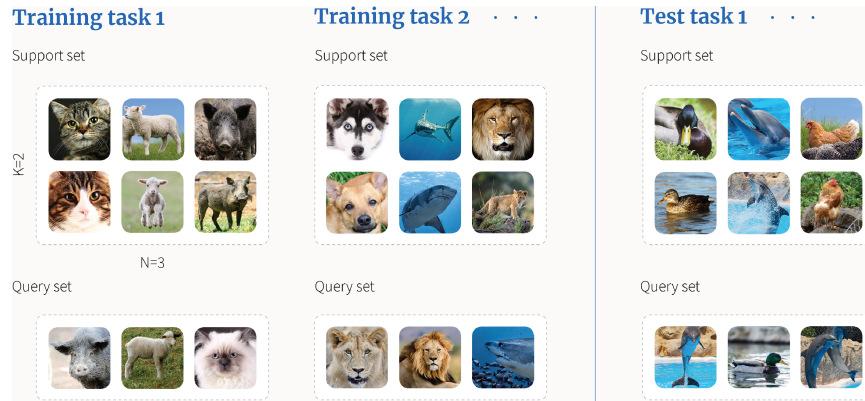 Training task 1
Training task 2 . . .
Test task 1 . . .
Support set
Support set
Support set
K=2
N=3
Query set
Query set
Query set